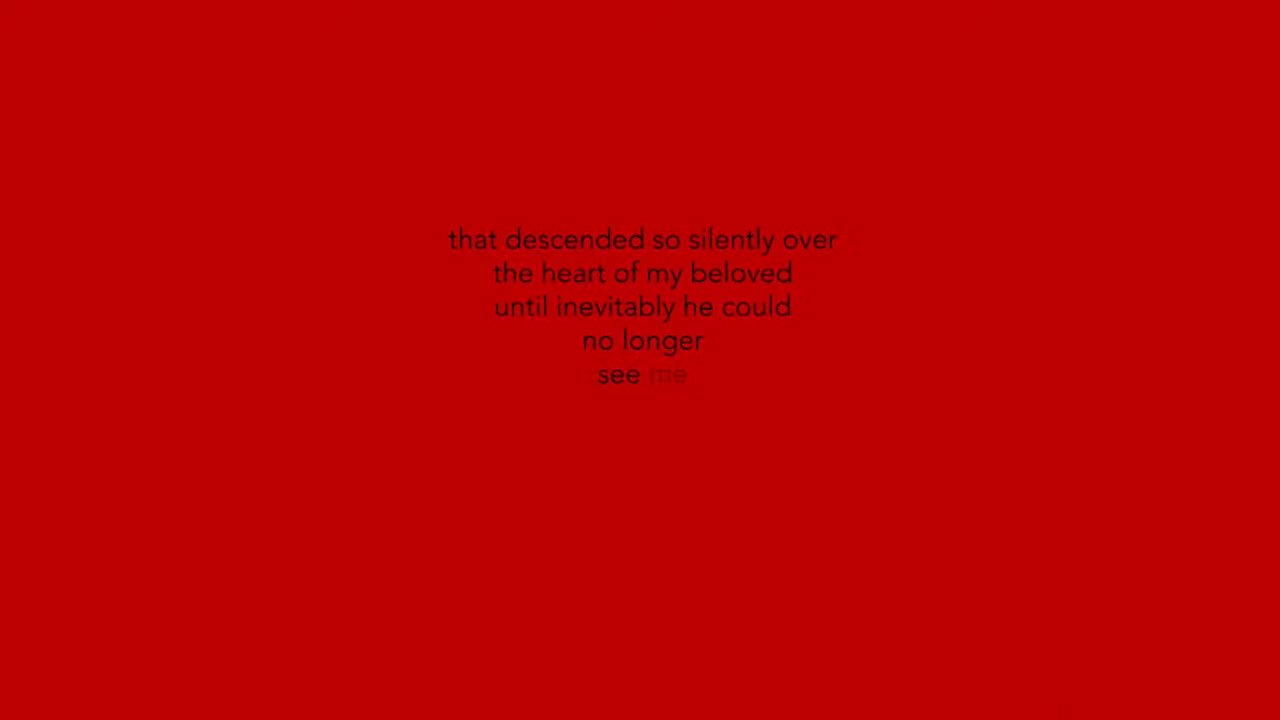 that descended so silently over
the heart of my beloved
until inevitably he could
no longer
see me